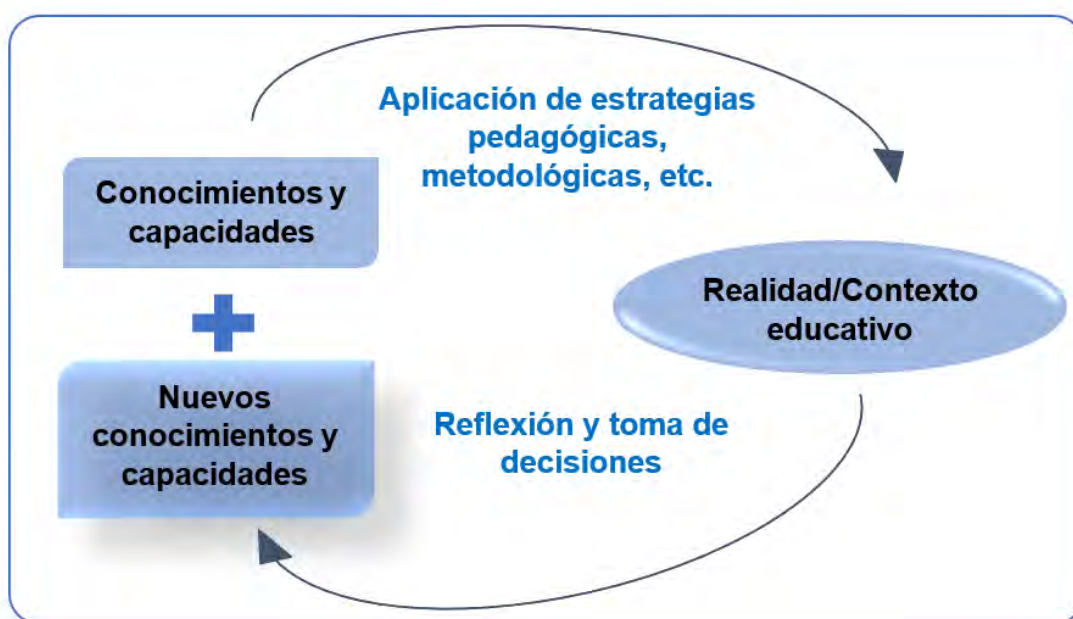 Aplicación de estrategias
pedagógicas,
metodológicas, etc.
Conocimientos y
capacidades
Realidad/Contexto
educativo
Nuevos
conocimientos y
capacidades
Reflexión y toma de
decisiones